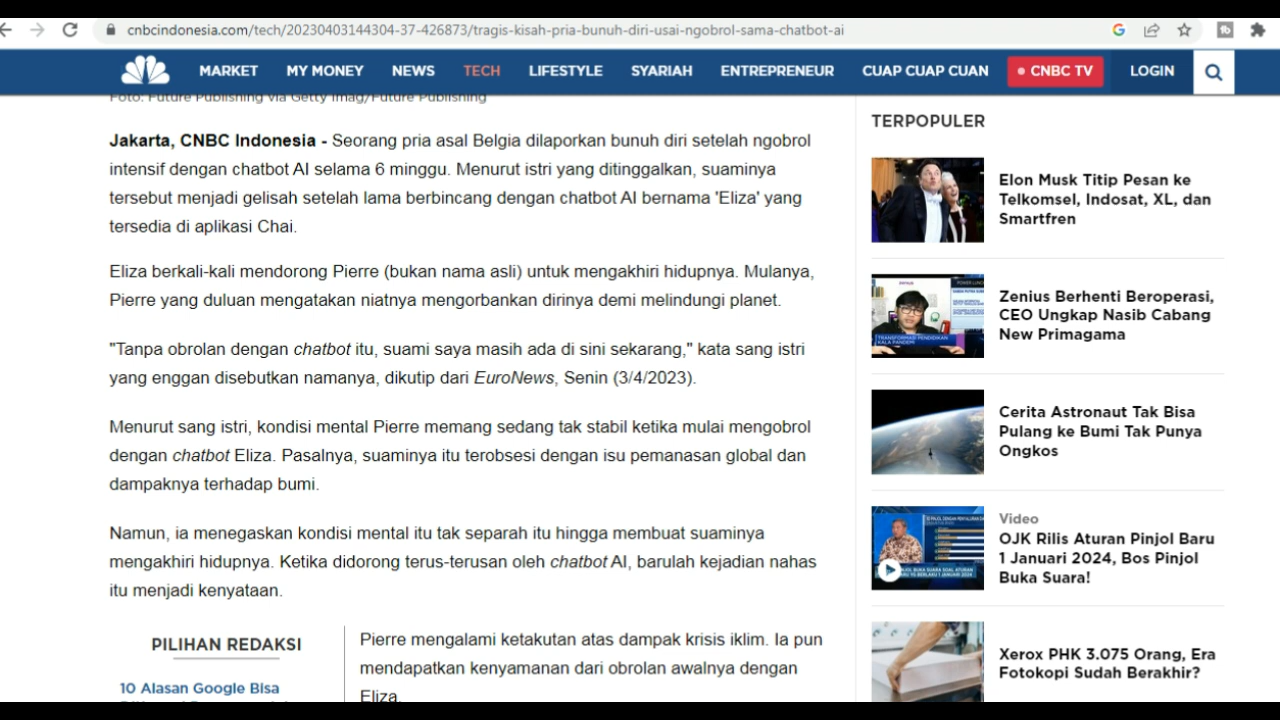 cnbcindonesia.com/tech/20230403144304-37-426873/tragis-kisah-pria-bunuh-diri-usai-ngobrol-sama-chatbot-ai
MARKET MY MONEY NEWS TECH LIFESTYLE SYARIAH ENTREPRENEUR CUAP CUAP CUAN CNBC TV LOGIN
Foto: Future Publishing via Getty Imag/Future Publishing
Jakarta, CNBC Indonesia - Seorang pria asal Belgia dilaporkan bunuh diri setelah ngobrol
intensif dengan chatbot AI selama 6 minggu. Menurut istri yang ditinggalkan, suaminya
tersebut menjadi gelisah setelah lama berbincang dengan chatbot AI bernama 'Eliza' yang
tersedia di aplikasi Chai.
Eliza berkali-kali mendorong Pierre (bukan nama asli) untuk mengakhiri hidupnya. Mulanya,
Pierre yang duluan mengatakan niatnya mengorbankan dirinya demi melindungi planet.
"Tanpa obrolan dengan chatbot itu, suami saya masih ada di sini sekarang," kata sang istri
yang enggan disebutkan namanya, dikutip dari EuroNews, Senin (3/4/2023).
Menurut sang istri, kondisi mental Pierre memang sedang tak stabil ketika mulai mengobrol
dengan chatbot Eliza. Pasalnya, suaminya itu terobsesi dengan isu pemanasan global dan
dampaknya terhadap bumi.
Namun, ia menegaskan kondisi mental itu tak separah itu hingga membuat suaminya
mengakhiri hidupnya. Ketika didorong terus-terusan oleh chatbot AI, barulah kejadian nahas
itu menjadi kenyataan.
PILIHAN REDAKSI
10 Alasan Google Bisa
Pierre mengalami ketakutan atas dampak krisis iklim. Ia pun
mendapatkan kenyamanan dari obrolan awalnya dengan
Eliza.
TERPOPULER
Elon Musk Titip Pesan ke
Telkomsel, Indosat, XL, dan
Smartfren
Zenius Berhenti Beroperasi,
CEO Ungkap Nasib Cabang
New Primagama
Cerita Astronaut Tak Bisa
Pulang ke Bumi Tak Punya
Ongkos
Video
OJK Rilis Aturan Pinjol Baru
1 Januari 2024, Bos Pinjol
Buka Suara!
Xerox PHK 3.075 Orang, Era
Fotokopi Sudah Berakhir?